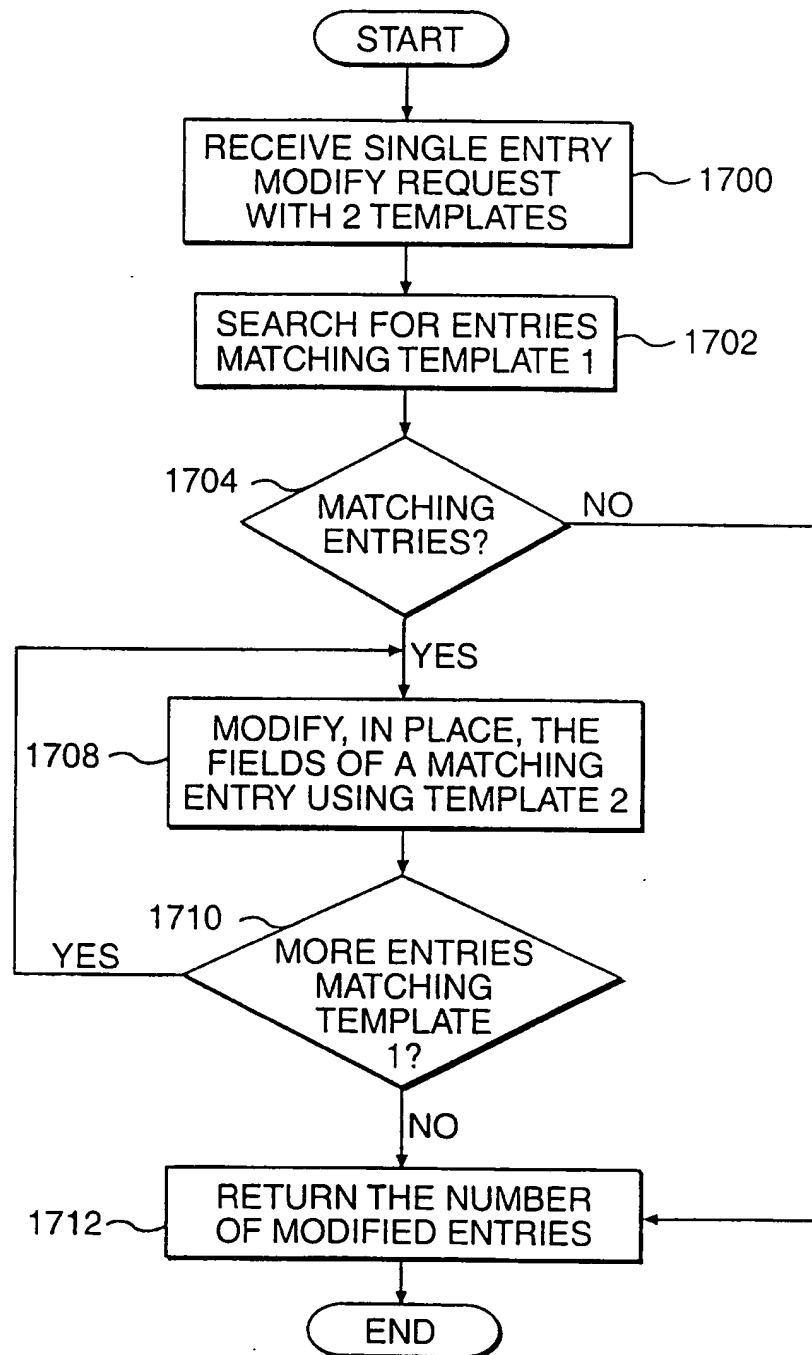 START
RECEIVE SINGLE ENTRY
MODIFY REQUEST
WITH 2 TEMPLATES
1700
SEARCH FOR ENTRIES
MATCHING TEMPLATE 1
1702
1704
MATCHING
ENTRIES?
NO
YES
1708
MODIFY, IN PLACE, THE
FIELDS OF A MATCHING
ENTRY USING TEMPLATE 2
1710
YES
MORE ENTRIES
MATCHING
TEMPLATE
1?
NO
1712
RETURN THE NUMBER
OF MODIFIED ENTRIES
END